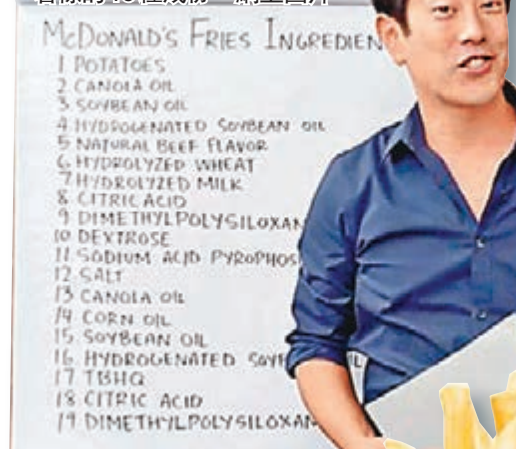 McDONALD'S FRIES INGREDIEN
1 POTATOES
2 CANOLA OIL
3 SOYBEAN OIL
4 HYDROGENATED SOYBEAN OIL
5 NATURAL BEEF FLAVOR
6 HYDROLYZED WHEAT
7 HYDROLYZED MILK
8 CITRIC ACID
9 DIMETHYLPOLYSILOXAN
10 DEXTROSE
11 SODIUM ACID PYROPHOS
12 SALT
13 CANOLA OIL
14 CORN OIL
15 SOYBEAN OIL
16 HYDROGENATED SOY IL
17 TBHQ
18 CITRIC ACID
19 DIMETHYLPOLYSILOXAN